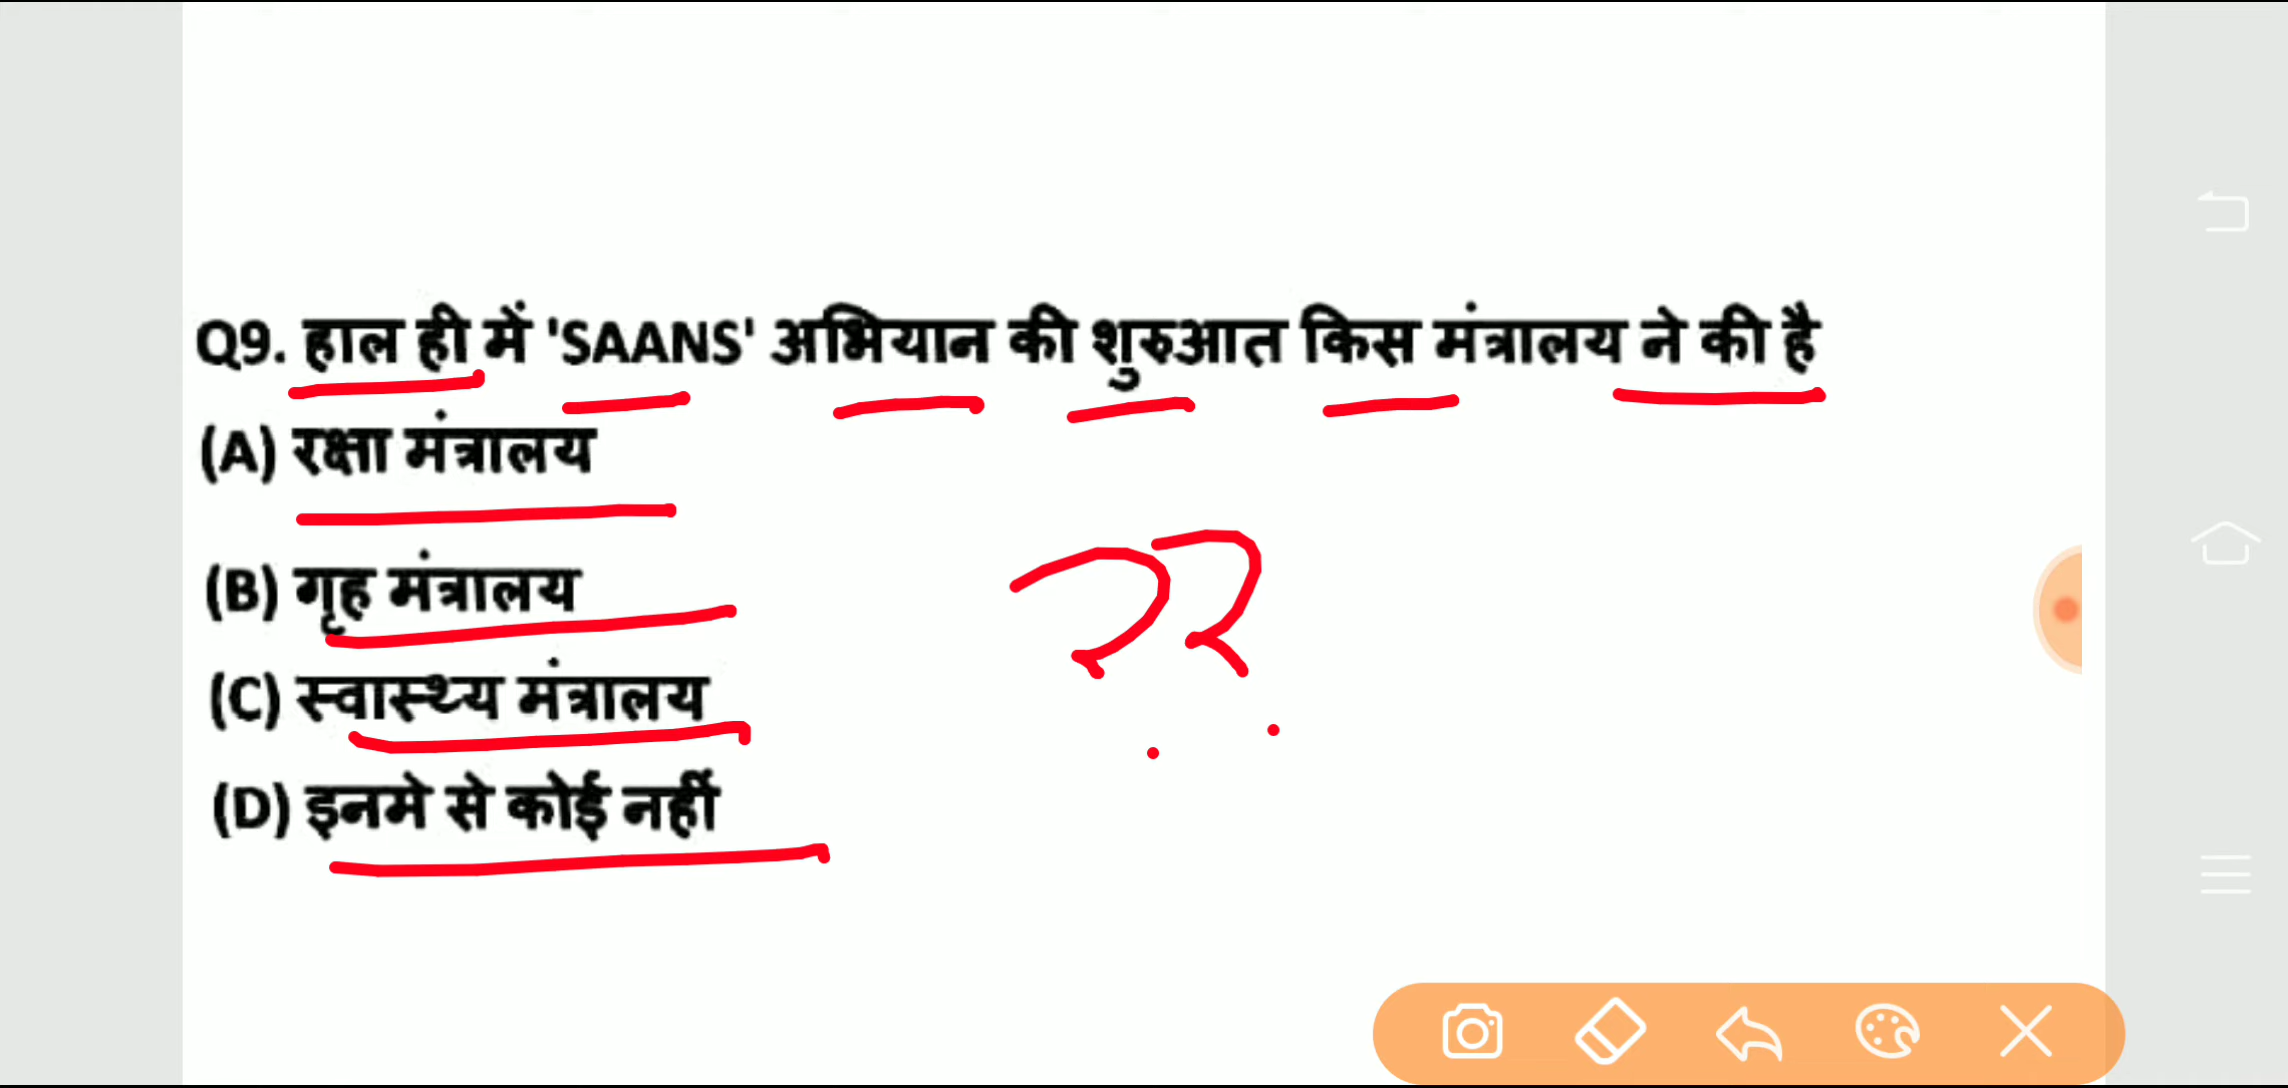 Q9. हाल ही में 'SAANS' अभियान की शुरुआत किस मंत्रालय ने की है
(A) रक्षा मंत्रालय
(B) गृह मंत्रालय
??
(C) स्वास्थ्य मंत्रालय
(D) इनमे से कोई नहीं